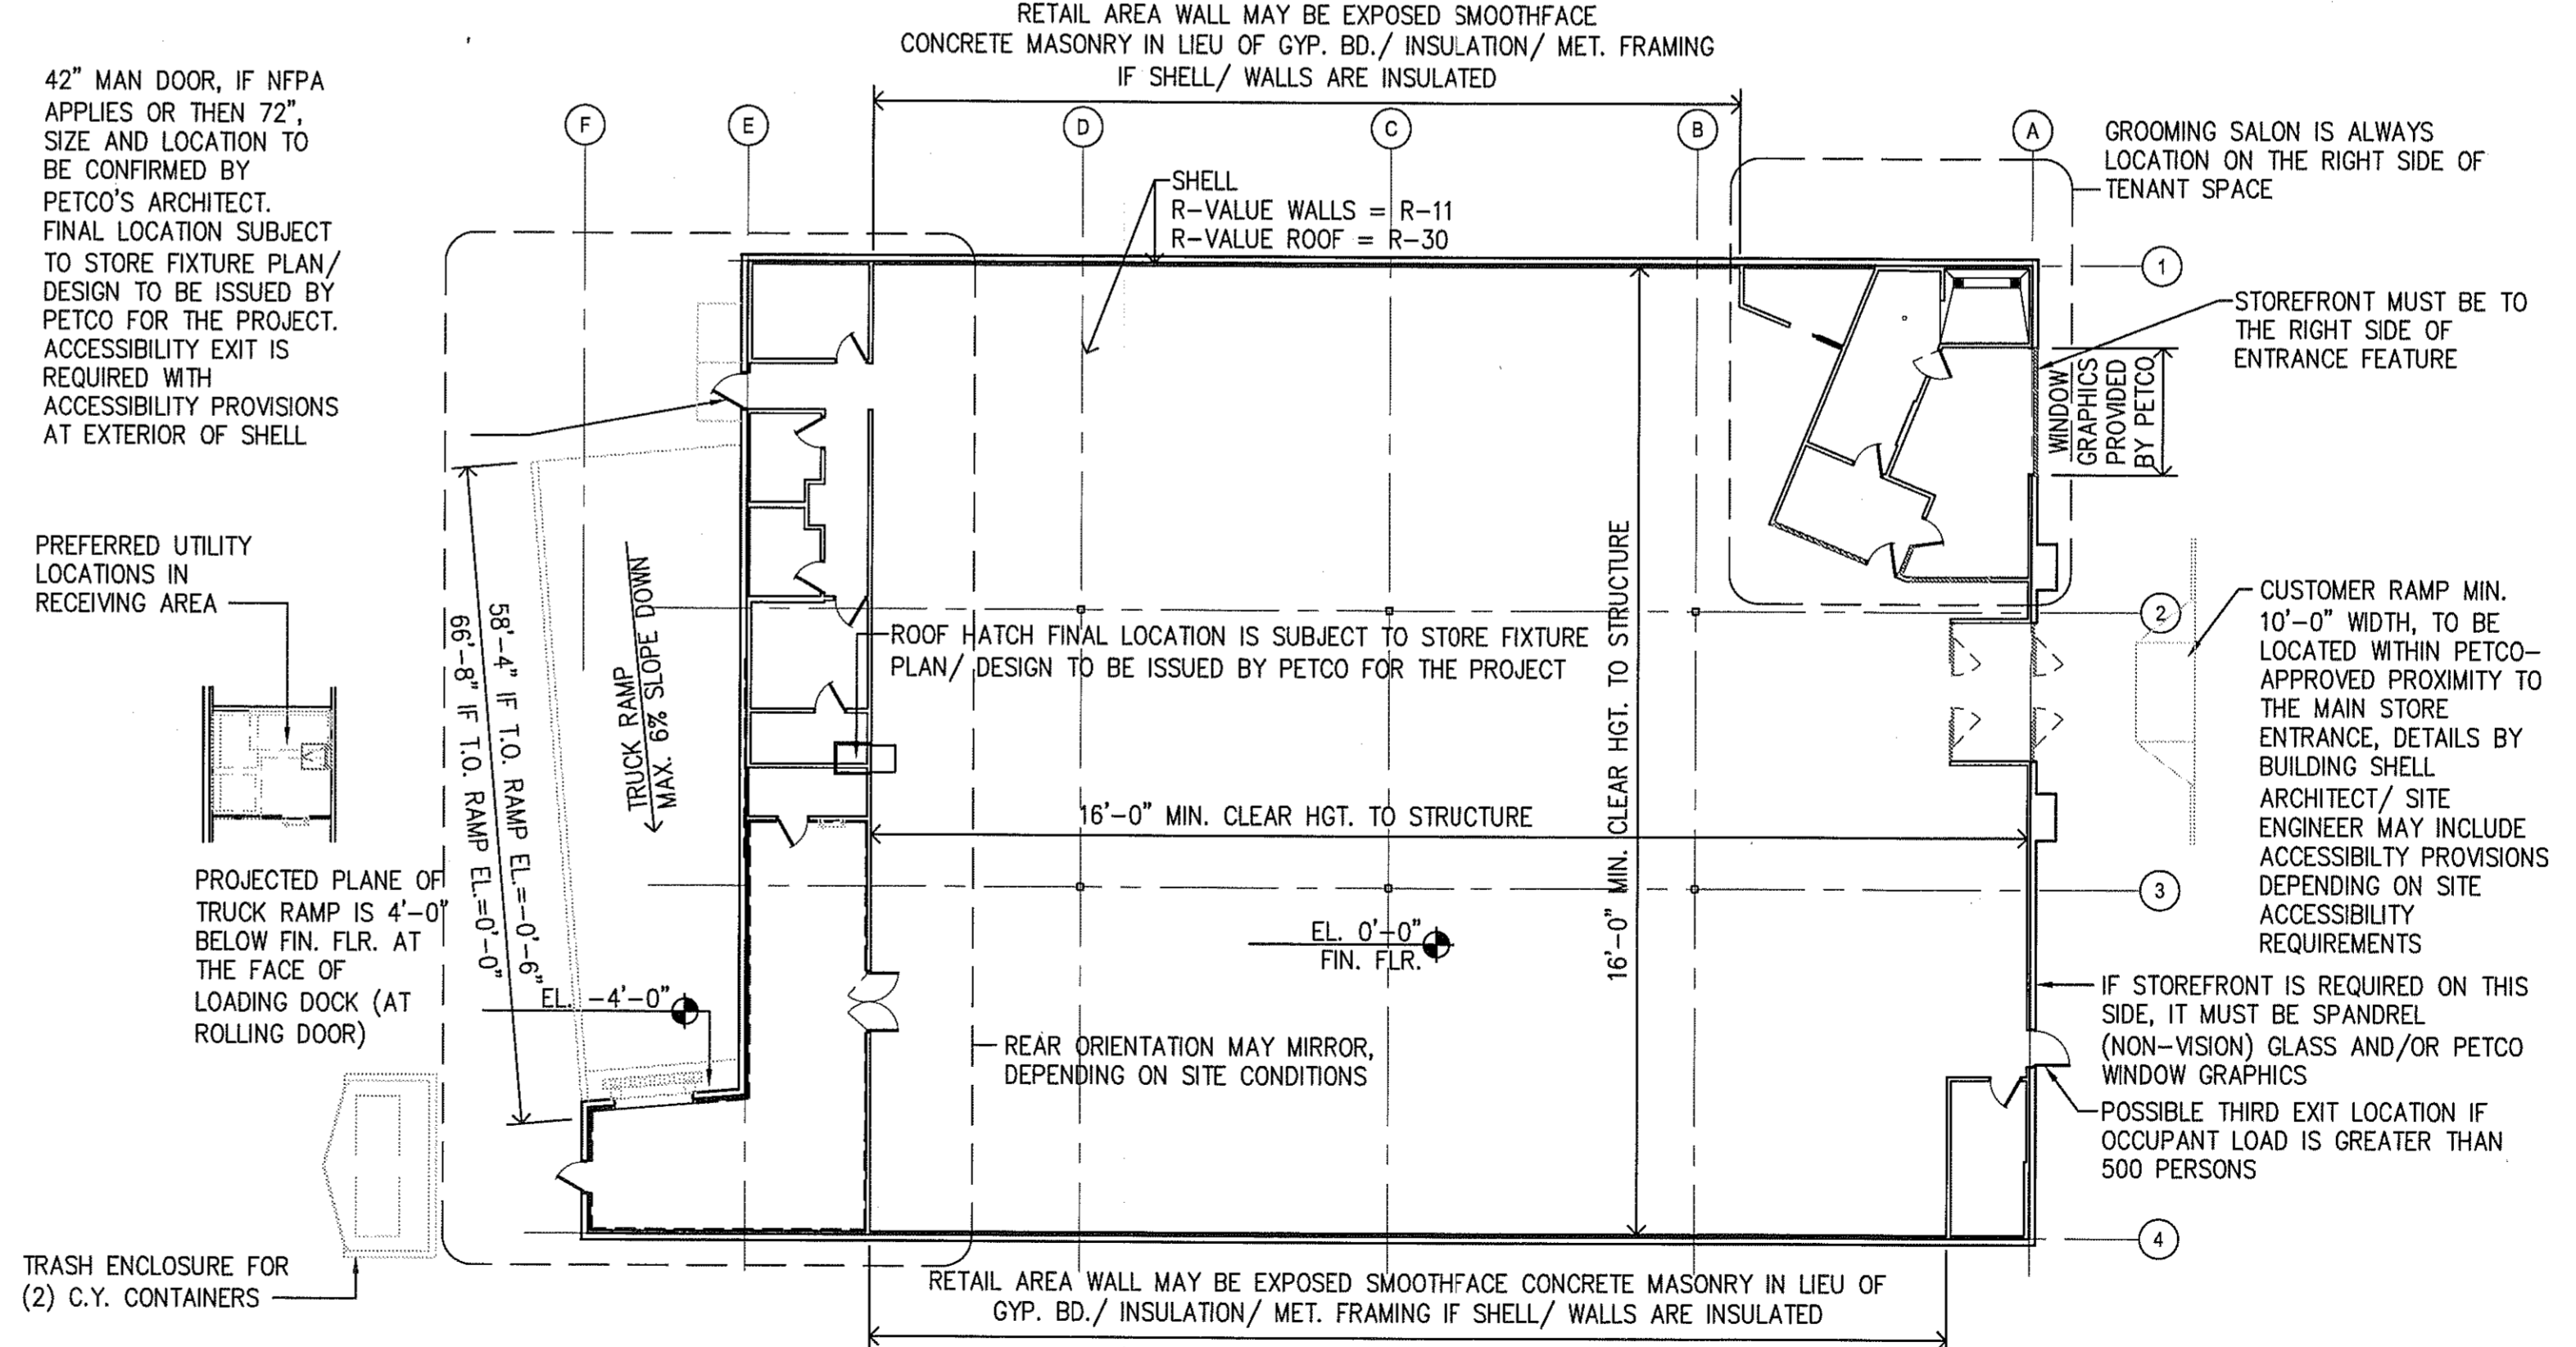 RETAIL AREA WALL MAY BE EXPOSED SMOOTHFACE
CONCRETE MASONRY IN LIEU OF GYP. BD./ INSULATION/ MET. FRAMING
IF SHELL/ WALLS ARE INSULATED
42" MAN DOOR, IF NFPA
APPLIES OR THEN 72",
SIZE AND LOCATION TO
BE CONFIRMED BY
PETCO'S ARCHITECT.
FINAL LOCATION SUBJECT
TO STORE FIXTURE PLAN/
DESIGN TO BE ISSUED BY
PETCO FOR THE PROJECT.
ACCESSIBILITY EXIT IS
REQUIRED WITH
ACCESSIBILITY PROVISIONS
AT EXTERIOR OF SHELL
F
E
D
C
B
A
GROOMING SALON IS ALWAYS
LOCATION ON THE RIGHT SIDE OF
TENANT SPACE
SHELL
R-VALUE WALLS = R-11
R-VALUE ROOF = R-30
1
STOREFRONT MUST BE TO
THE RIGHT SIDE OF
ENTRANCE FEATURE
WINDOW
GRAPHICS
PROVIDED
BY PETCO
PREFERRED UTILITY
LOCATIONS IN
RECEIVING AREA
58'-4" IF T.O. RAMP EL.=-0'-6"
66'-8" IF T.O. RAMP EL.=0'-0"
TRUCK RAMP
MAX. 6% SLOPE DOWN
ROOF HATCH FINAL LOCATION IS SUBJECT TO STORE FIXTURE
PLAN/ DESIGN TO BE ISSUED BY PETCO FOR THE PROJECT
16'-0" MIN. CLEAR HGT. TO STRUCTURE
2
CUSTOMER RAMP MIN.
10'-0" WIDTH, TO BE
LOCATED WITHIN PETCO-
APPROVED PROXIMITY TO
THE MAIN STORE
ENTRANCE, DETAILS BY
BUILDING SHELL
ARCHITECT/ SITE
ENGINEER MAY INCLUDE
ACCESSIBILTY PROVISIONS
DEPENDING ON SITE
ACCESSIBILITY
REQUIREMENTS
16'-0" MIN. CLEAR HGT. TO STRUCTURE
3
PROJECTED PLANE OF
TRUCK RAMP IS 4'-0"
BELOW FIN. FLR. AT
THE FACE OF
LOADING DOCK (AT
ROLLING DOOR)
EL. 0'-0"
FIN. FLR.
EL. -4'-0"
IF STOREFRONT IS REQUIRED ON THIS
SIDE, IT MUST BE SPANDREL
(NON-VISION) GLASS AND/OR PETCO
WINDOW GRAPHICS
REAR ORIENTATION MAY MIRROR,
DEPENDING ON SITE CONDITIONS
POSSIBLE THIRD EXIT LOCATION IF
OCCUPANT LOAD IS GREATER THAN
500 PERSONS
4
TRASH ENCLOSURE FOR
(2) C.Y. CONTAINERS
RETAIL AREA WALL MAY BE EXPOSED SMOOTHFACE CONCRETE MASONRY IN LIEU OF
GYP. BD./ INSULATION/ MET. FRAMING IF SHELL/ WALLS ARE INSULATED